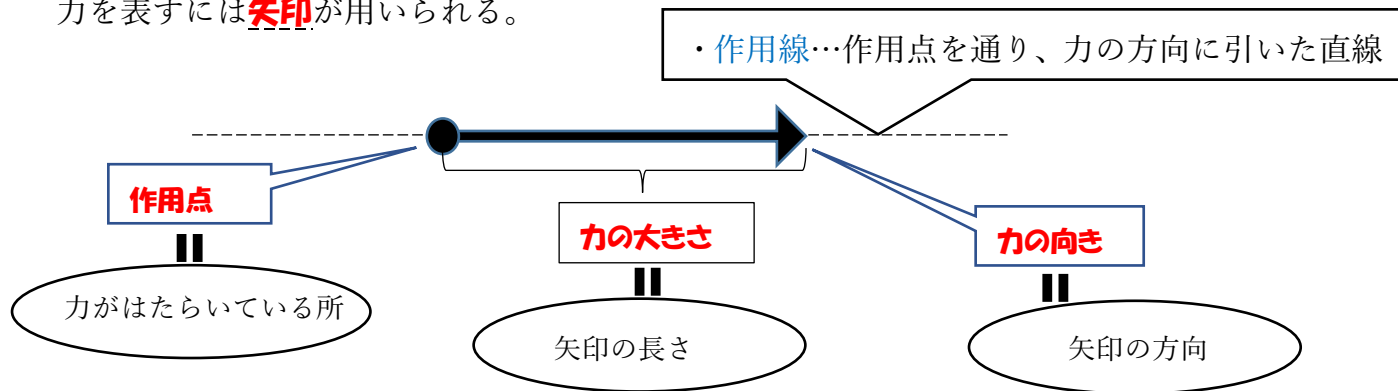 力を表すには矢印が用いられる。
・作用線…作用点を通り、力の方向に引いた直線
作用点
力の大きさ
力の向き
力がはたらいている所
矢印の長さ
矢印の方向